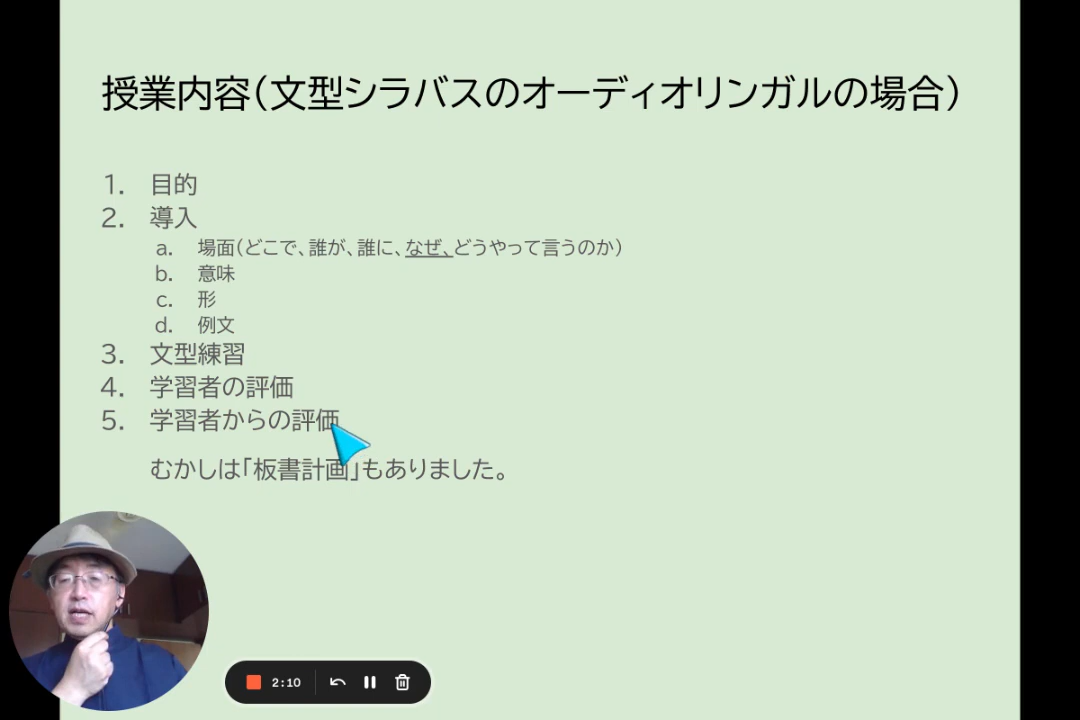 授業内容(文型シラバスのオーディオリンガルの場合)
1. 目的
2. 導入
a. 場面(どこで、誰が、誰に、なぜ、どうやって言うのか)
b. 意味
c. 形
d. 例文
3. 文型練習
4. 学習者の評価
5. 学習者からの評価
むかしは「板書計画」もありました。
2:10